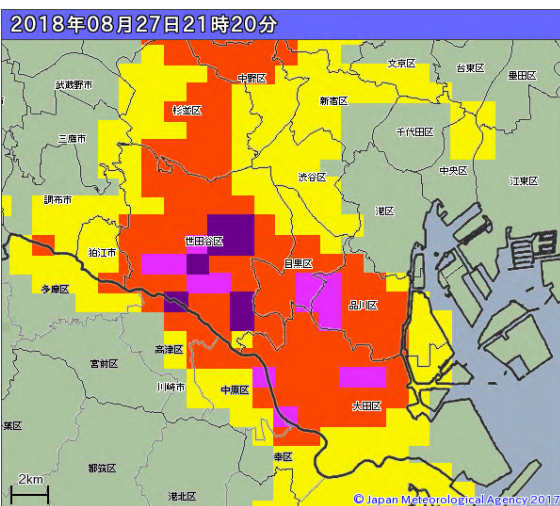 2018年08月27日21時20分
文京区
台東区
墨田区
武蔵野市
中野区
新宿区
杉並区
三鷹市
千代田区
中央区
江東区
渋谷区
調布市
港区
世田谷区
狛江市
目黒区
多摩区
品川区
高津区
宮前区
川崎市
中原区
大田区
葉区
幸区
都筑区
港北区
2km
© Japan Meteorological Agency 2017